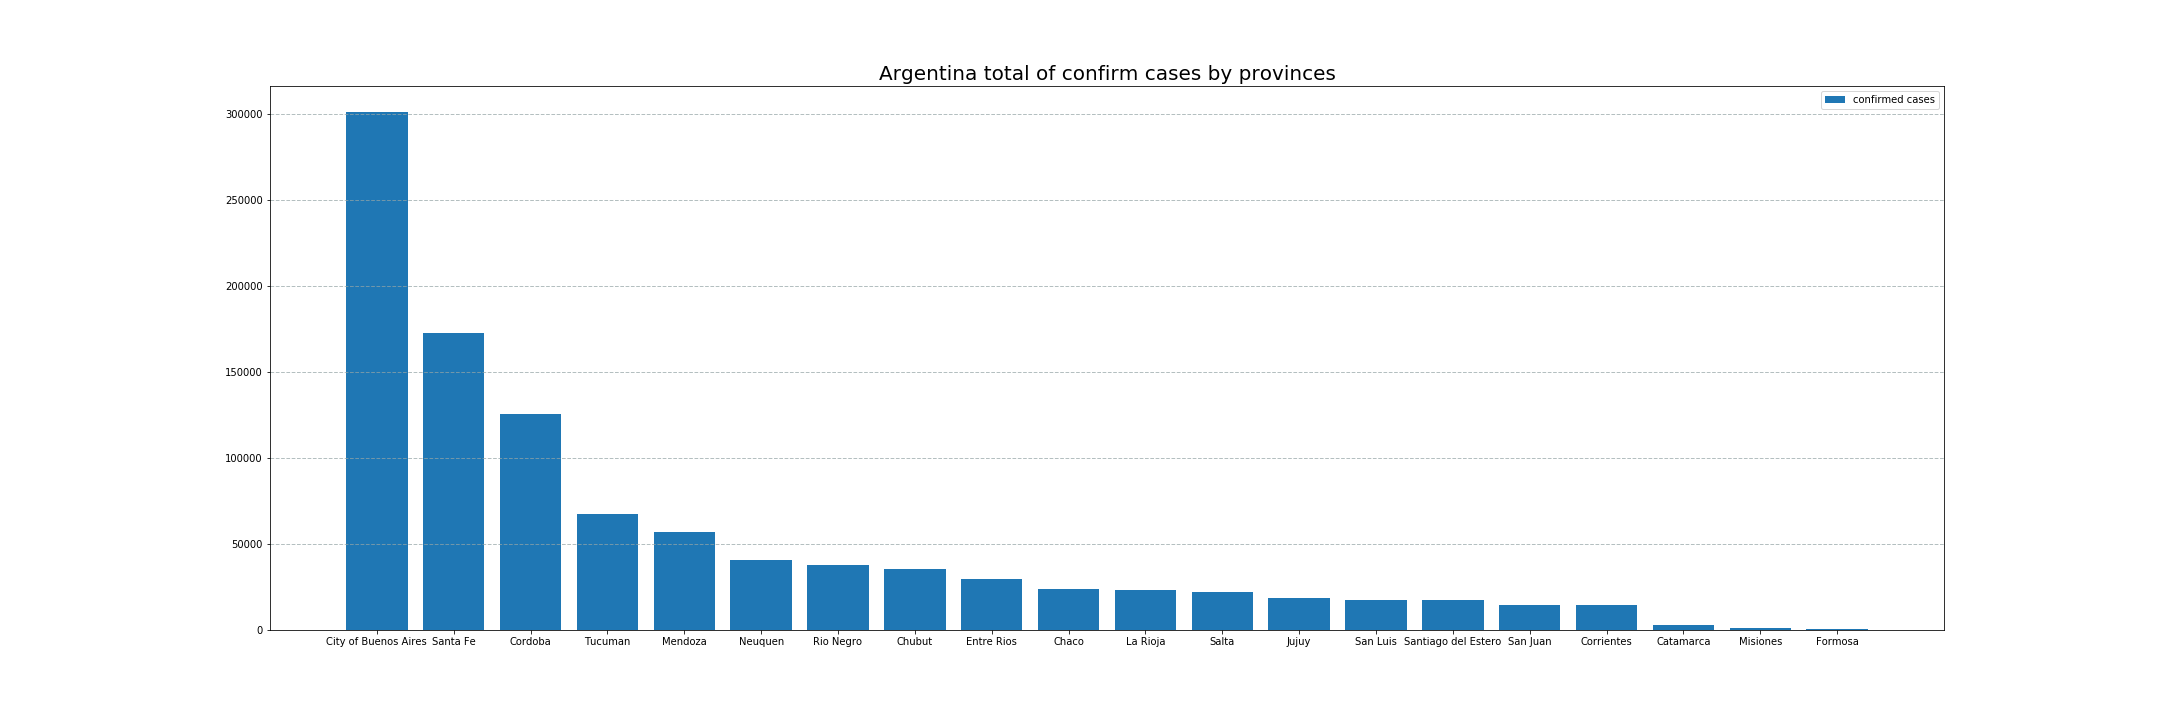 Argentina total of confirm cases by provinces
confirmed cases
300000
250000
200000
150000
100000
50000
0
City of Buenos Aires Santa Fe Cordoba Tucuman Mendoza Neuquen Rio Negro Chubut Entre Rios Chaco La Rioja Salta Jujuy San Luis Santiago del Estero San Juan Corrientes Catamarca Misiones Formosa